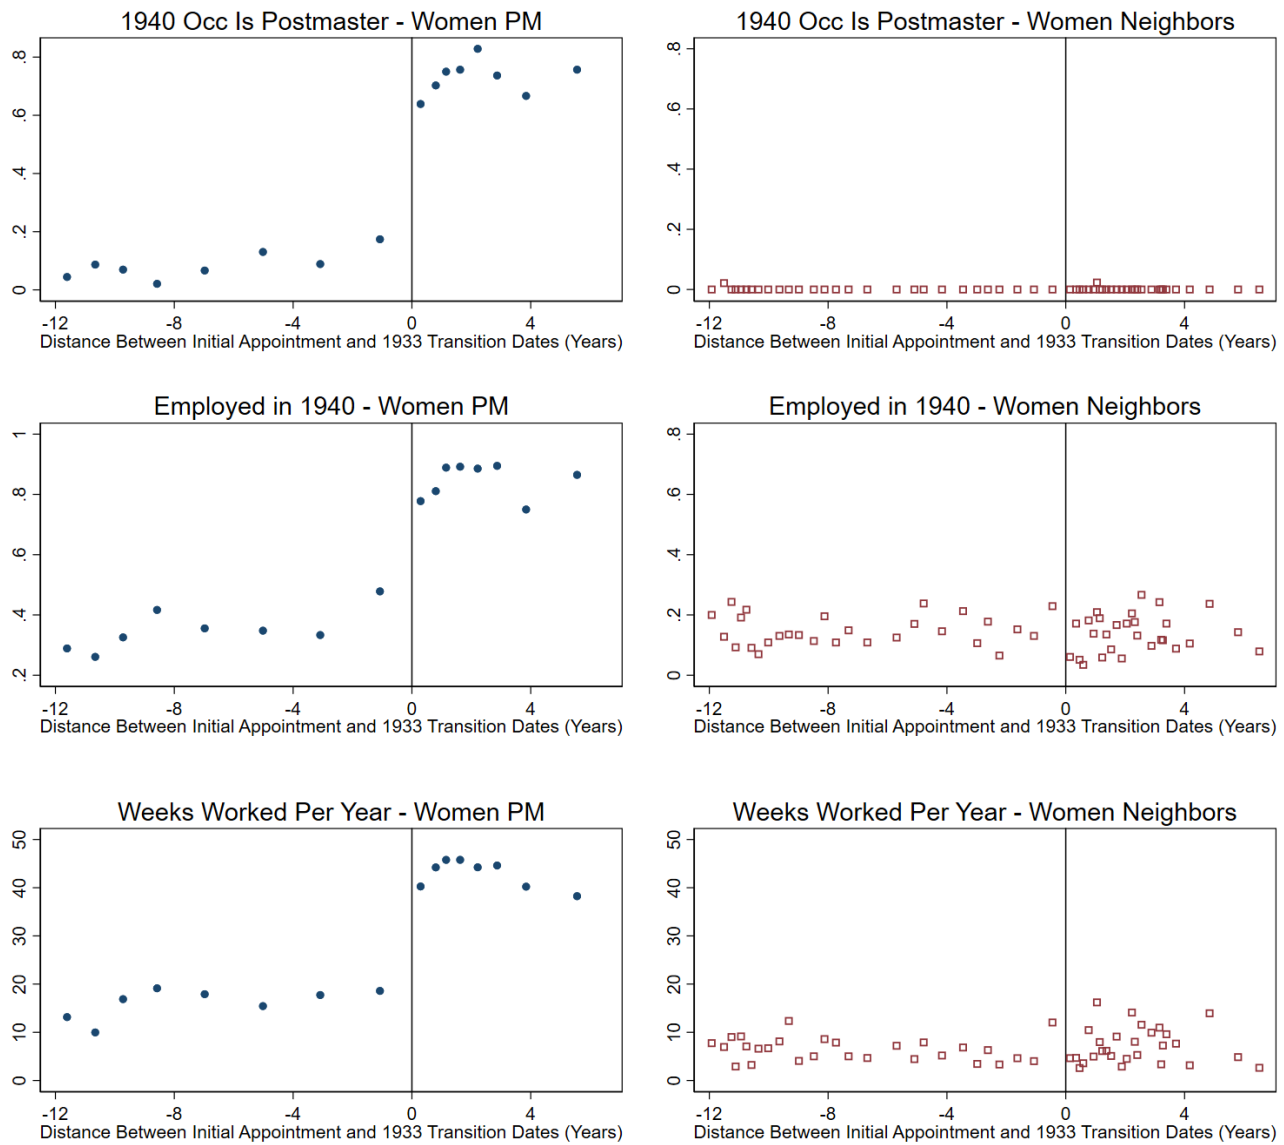 1940 Occ Is Postmaster - Women PM
0 .2 .4 .6 .8
-12 -8 -4 0 4
Distance Between Initial Appointment and 1933 Transition Dates (Years)
1940 Occ Is Postmaster - Women Neighbors
0 .2 .4 .6 .8
-12 -8 -4 0 4
Distance Between Initial Appointment and 1933 Transition Dates (Years)
Employed in 1940 - Women PM
.2 .4 .6 .8 1
-12 -8 -4 0 4
Distance Between Initial Appointment and 1933 Transition Dates (Years)
Employed in 1940 - Women Neighbors
0 .2 .4 .6 .8
-12 -8 -4 0 4
Distance Between Initial Appointment and 1933 Transition Dates (Years)
Weeks Worked Per Year - Women PM
0 10 20 30 40 50
-12 -8 -4 0 4
Distance Between Initial Appointment and 1933 Transition Dates (Years)
Weeks Worked Per Year - Women Neighbors
0 10 20 30 40 50
-12 -8 -4 0 4
Distance Between Initial Appointment and 1933 Transition Dates (Years)